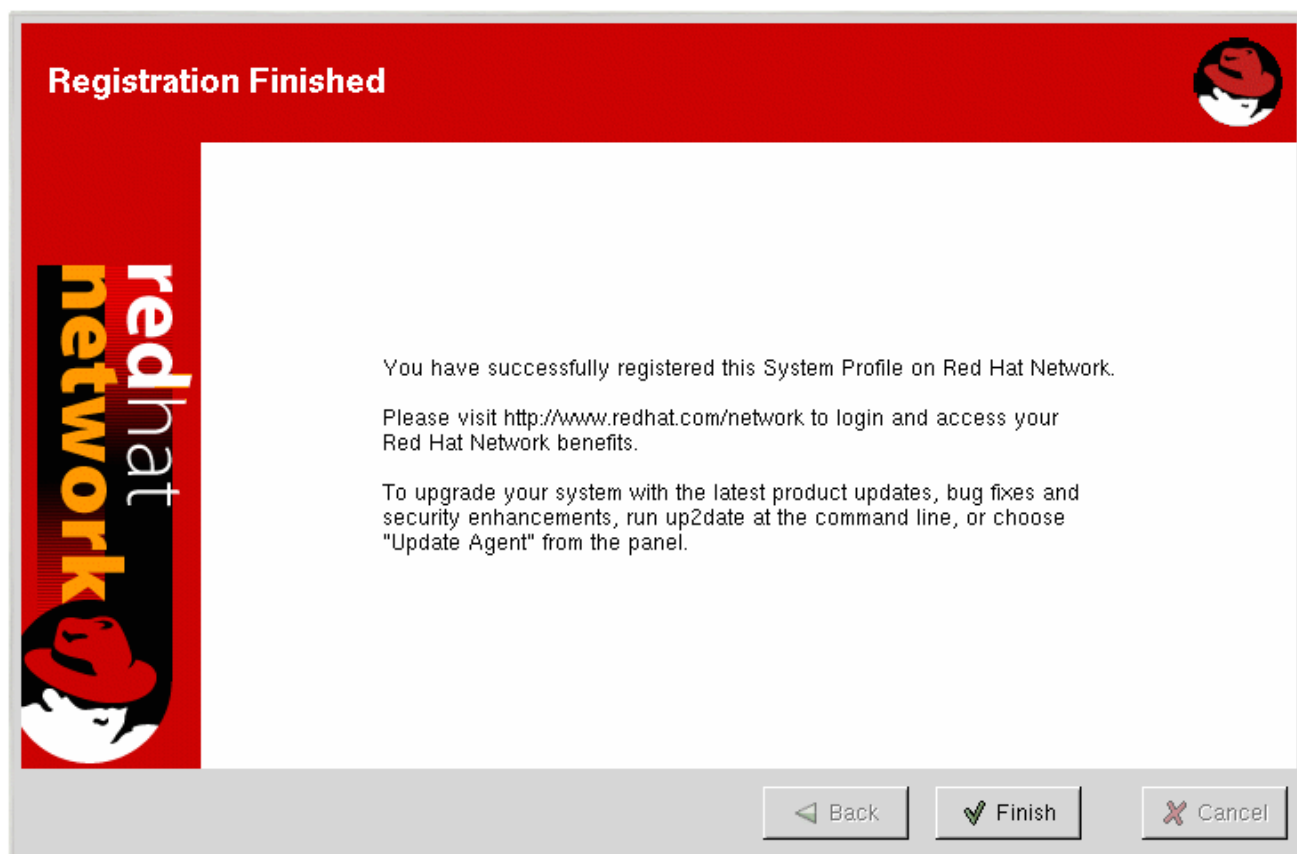 Registration Finished
redhat
network
You have successfully registered this System Profile on Red Hat Network.
Please visit http://www.redhat.com/network to login and access your
Red Hat Network benefits.
To upgrade your system with the latest product updates, bug fixes and
security enhancements, run up2date at the command line, or choose
"Update Agent" from the panel.
Back
Finish
Cancel